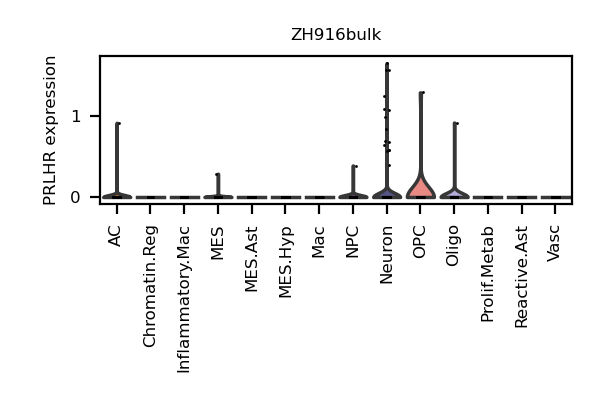 ZH916bulk
PRLHR expression
1
0
AC
Chromatin.Reg
Inflammatory.Mac
MES
MES.Ast
MES.Hyp
Mac
NPC
Neuron
OPC
Oligo
Prolif.Metab
Reactive.Ast
Vasc